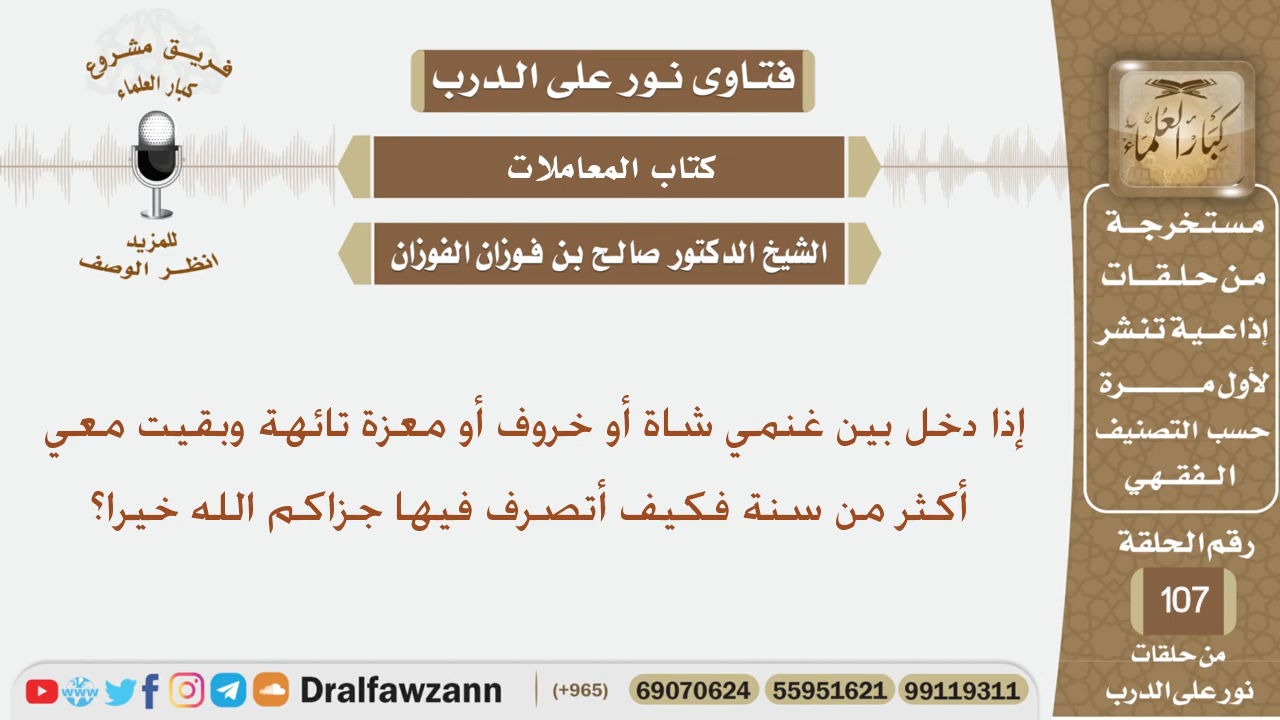 فريق مشروع
كبار العلماء
فتاوى نور على الدرب
كتاب المعاملات
الشيخ الدكتور صالح بن فوزان الفوزان
للمزيد
انظر الوصف
كبار العلماء
مستخرجة
من حلقات
إذاعية تنشر
لأول مرة
حسب التصنيف
الفقهي
رقم الحلقة
107
من حلقات
نور على الدرب
إذا دخل بين غنمي شاة أو خروف أو معزة تائهة وبقيت معي
أكثر من سنة فكيف أتصرف فيها جزاكم الله خيرا؟
www Dralfawzann (+965) 69070624 55951621 99119311